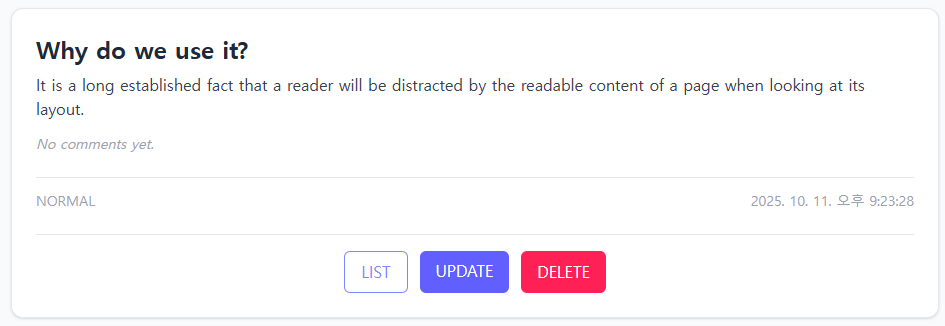 Why do we use it?
It is a long established fact that a reader will be distracted by the readable content of a page when looking at its
layout.
No comments yet.
NORMAL 2025. 10. 11. 오후 9:23:28
LIST UPDATE DELETE